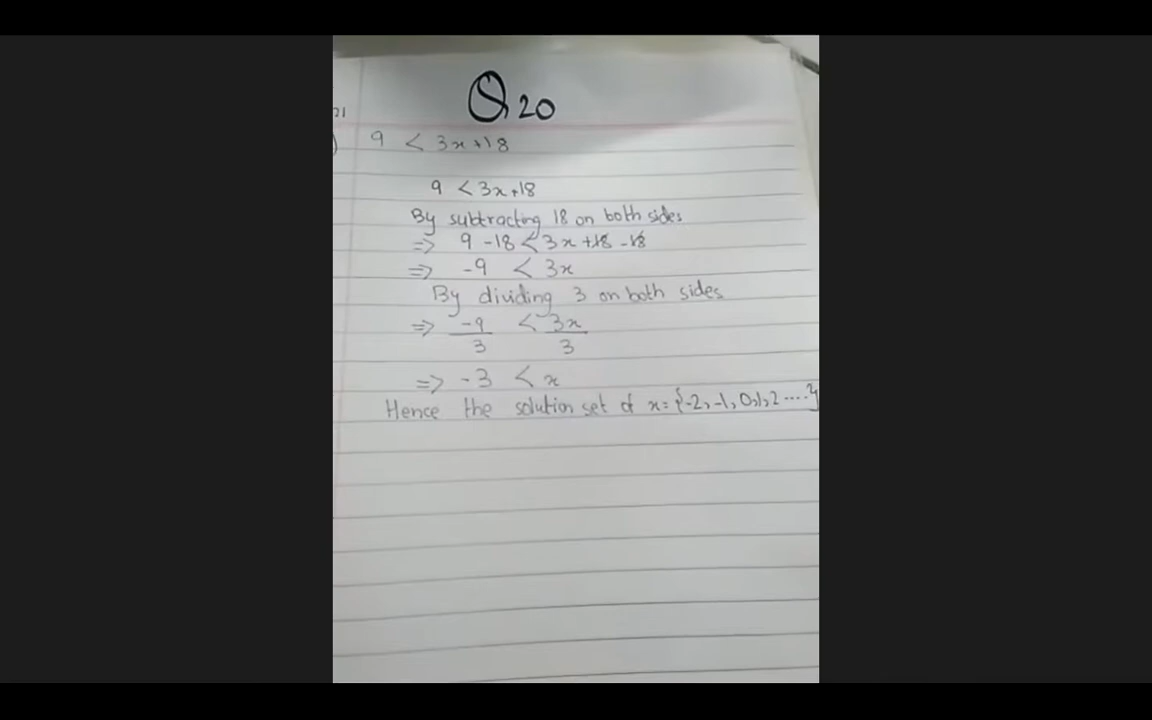 Q 20
21
) 9 < 3x+18
9 < 3x+18
By subtracting 18 on both sides
⇒ 9 -18 < 3x +18 -18
⇒ -9 < 3x
By dividing 3 on both sides
⇒ -9/3 < 3x/3
⇒ -3 < x
Hence the solution set of x = {-2, -1, 0, 1, 2 ....}